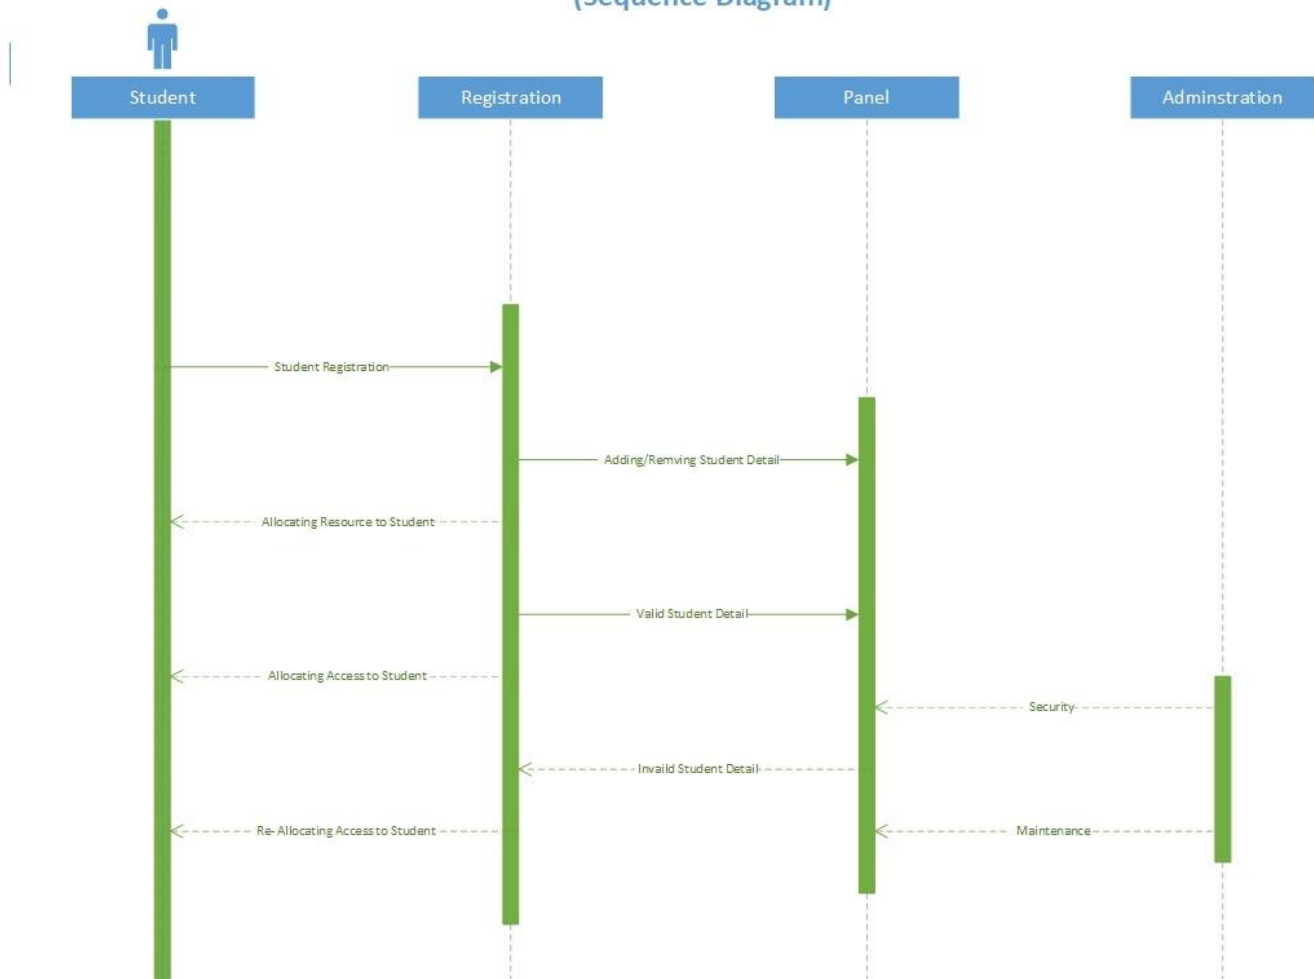 (Sequence Diagram)
Student
Registration
Panel
Adminstration
Student Registration
Adding/Remving Student Detail
Allocating Resource to Student
Valid Student Detail
Allocating Access to Student
Security
Invaild Student Detail
Re- Allocating Access to Student
Maintenance